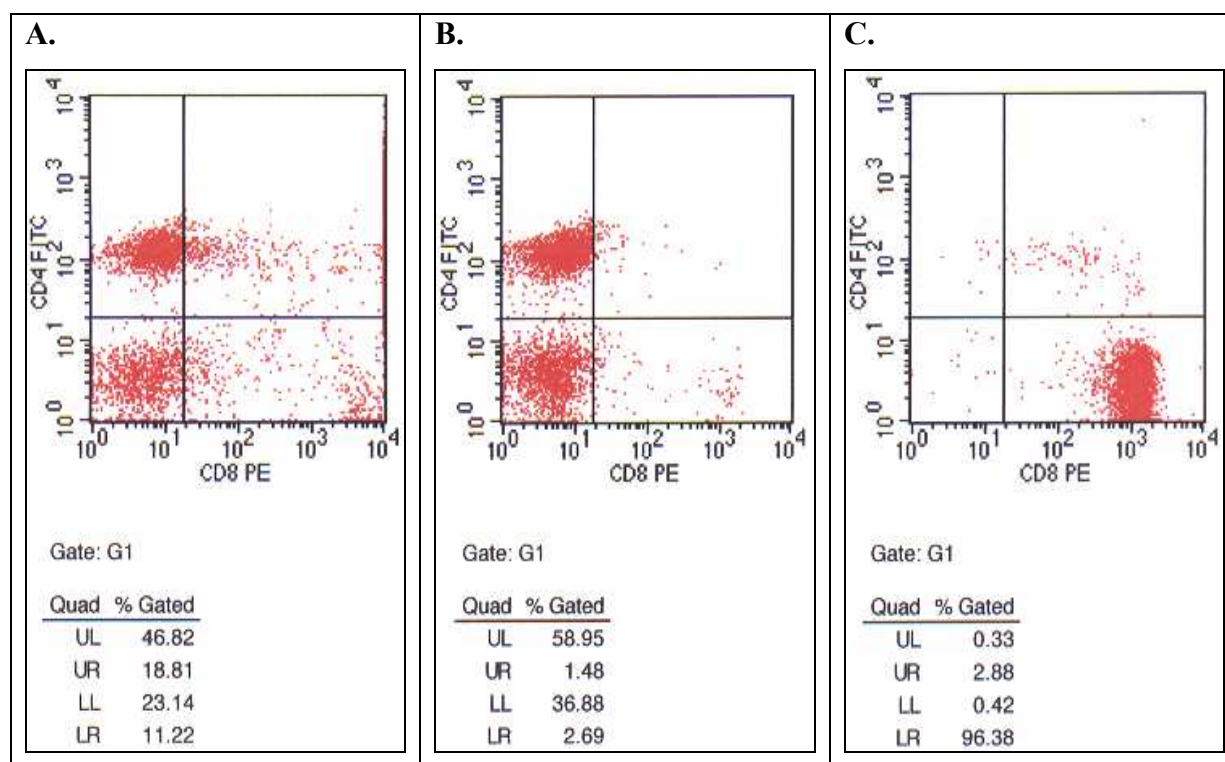 A.
10^4
10^3
10^2
10^1
10^0
CD4 FITC
10^0 10^1 10^2 10^3 10^4
CD8 PE
Gate: G1
Quad % Gated
UL 46.82
UR 18.81
LL 23.14
LR 11.22
B.
10^4
10^3
10^2
10^1
10^0
CD4 FITC
10^0 10^1 10^2 10^3 10^4
CD8 PE
Gate: G1
Quad % Gated
UL 58.95
UR 1.48
LL 36.88
LR 2.69
C.
10^4
10^3
10^2
10^1
10^0
CD4 FITC
10^0 10^1 10^2 10^3 10^4
CD8 PE
Gate: G1
Quad % Gated
UL 0.33
UR 2.88
LL 0.42
LR 96.38